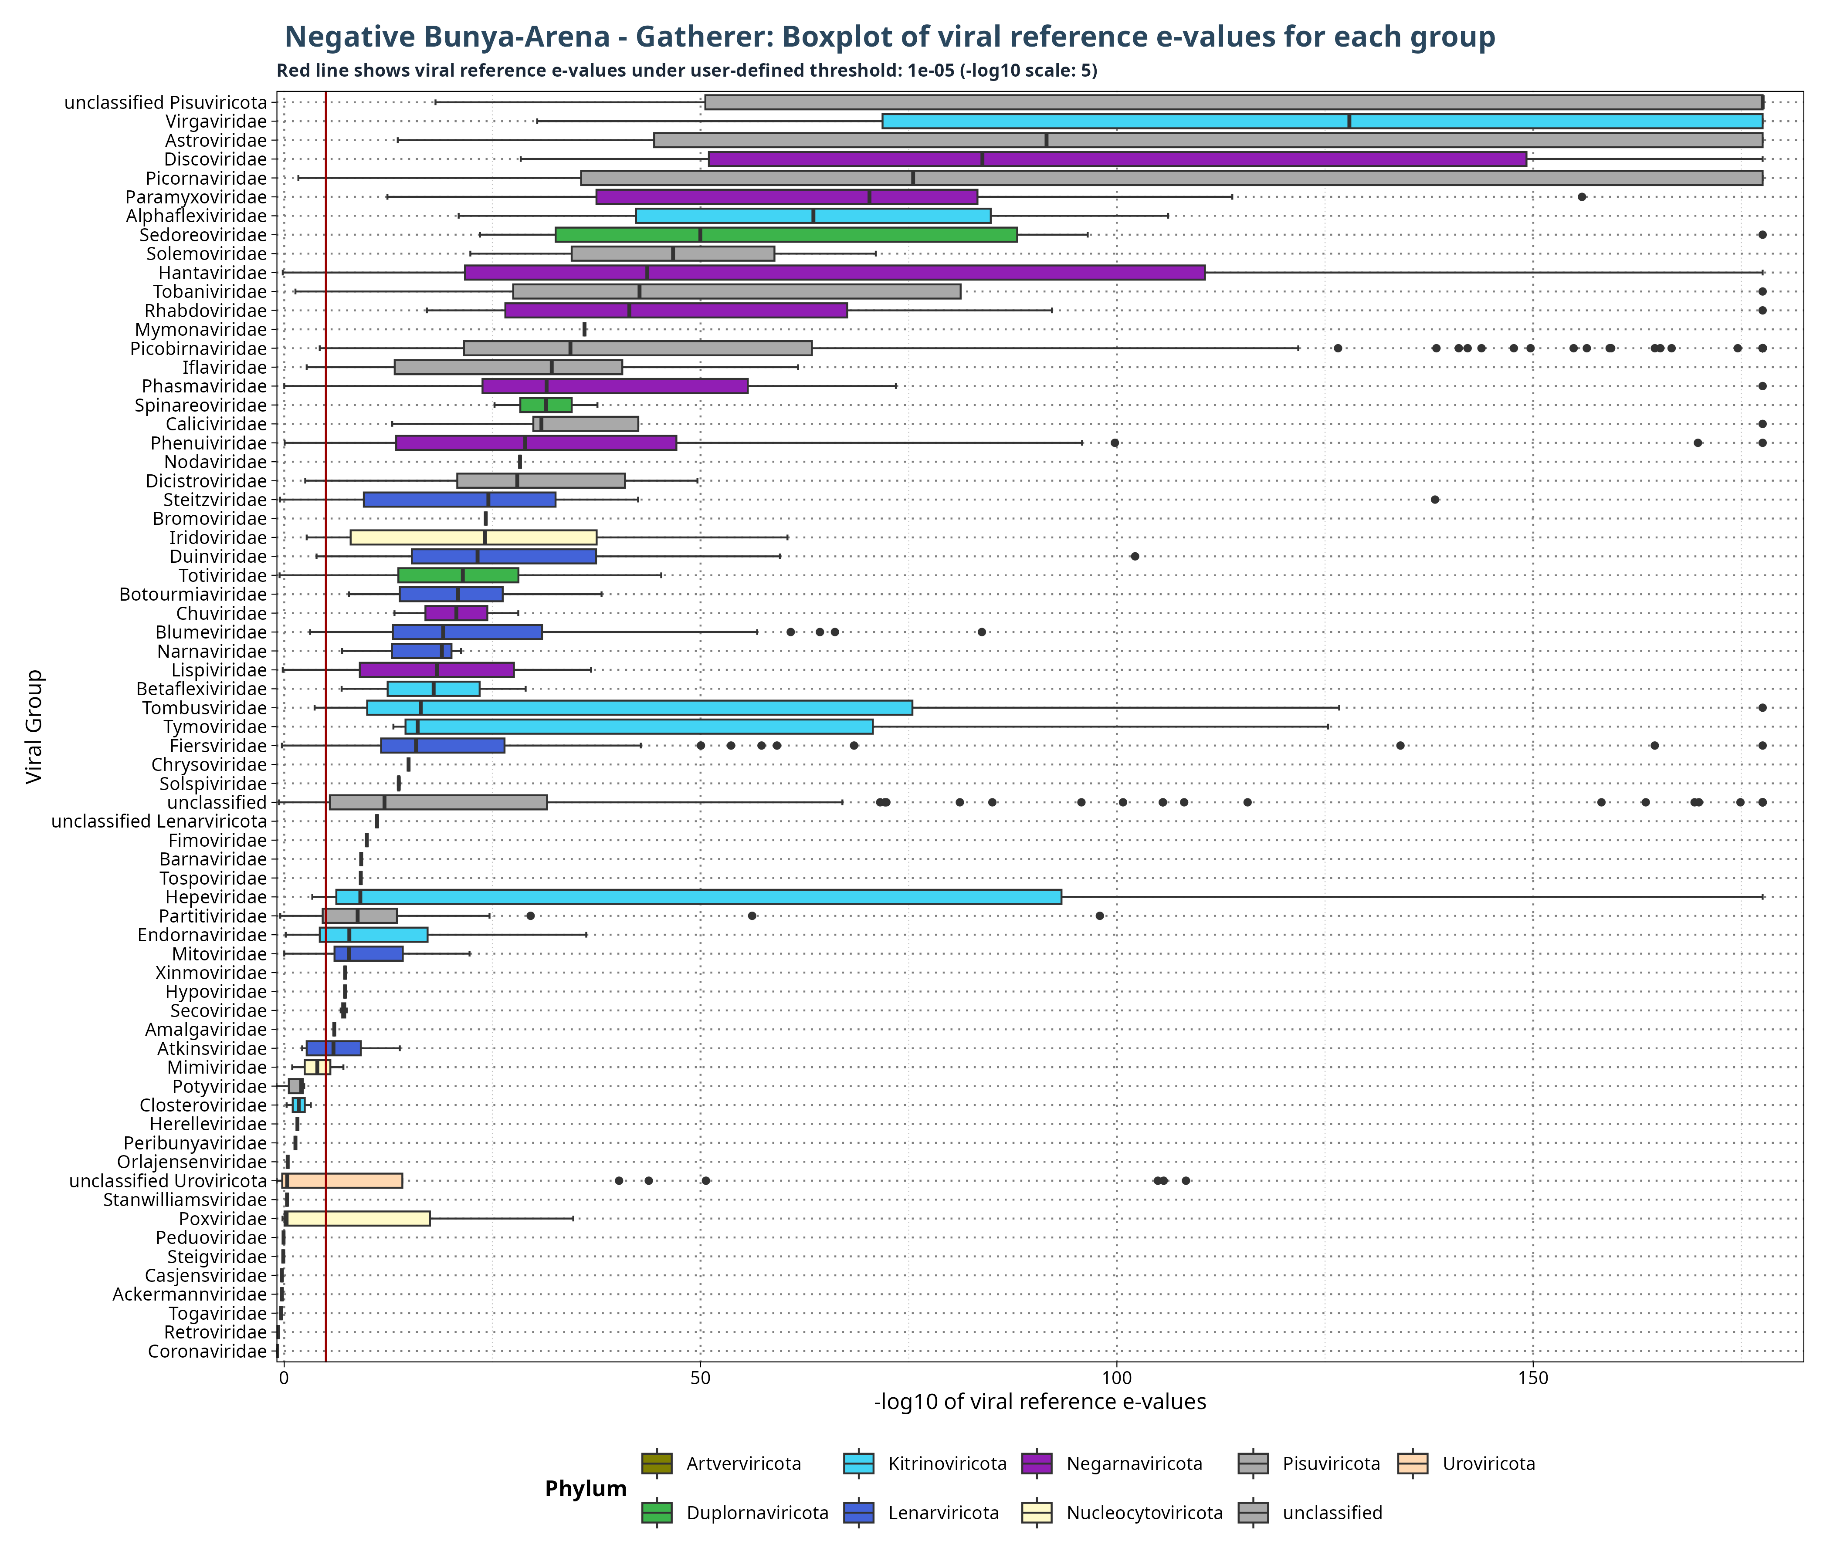 Negative Bunya-Arena - Gatherer: Boxplot of viral reference e-values for each group
Red line shows viral reference e-values under user-defined threshold: 1e-05 (-log10 scale: 5)
Viral Group
unclassified Pisuviricota
Virgaviridae
Astroviridae
Discoviridae
Picornaviridae
Paramyxoviridae
Alphaflexiviridae
Sedoreoviridae
Solemoviridae
Hantaviridae
Tobaniviridae
Rhabdoviridae
Mymonaviridae
Picobirnaviridae
Iflaviridae
Phasmaviridae
Spinareoviridae
Caliciviridae
Phenuiviridae
Nodaviridae
Dicistroviridae
Steitzviridae
Bromoviridae
Iridoviridae
Duinviridae
Totiviridae
Botourmiaviridae
Chuviridae
Blumeviridae
Narnaviridae
Lispiviridae
Betaflexiviridae
Tombusviridae
Tymoviridae
Fiersviridae
Chrysoviridae
Solspiviridae
unclassified
unclassified Lenarviricota
Fimoviridae
Barnaviridae
Tospoviridae
Hepeviridae
Partitiviridae
Endornaviridae
Mitoviridae
Xinmoviridae
Hypoviridae
Secoviridae
Amalgaviridae
Atkinsviridae
Mimiviridae
Potyviridae
Closteroviridae
Herelleviridae
Peribunyaviridae
Orlajensenviridae
unclassified Uroviricota
Stanwilliamsviridae
Poxviridae
Peduoviridae
Steigviridae
Casjensviridae
Ackermannviridae
Togaviridae
Retroviridae
Coronaviridae
0 50 100 150
-log10 of viral reference e-values
Phylum
Artverviricota Kitrinoviricota Negarnaviricota Pisuviricota Uroviricota
Duplornaviricota Lenarviricota Nucleocytoviricota unclassified